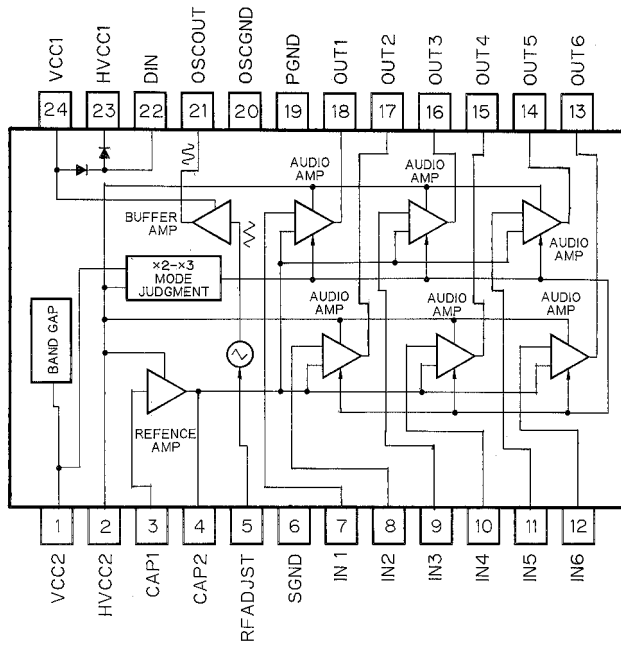 VCC1
HVCC1
DIN
OSCOUT
OSCGND
PGND
OUT1
OUT2
OUT3
OUT4
OUT5
OUT6
24
23
22
21
20
19
18
17
16
15
14
13
AUDIO
AMP
AUDIO
AMP
BUFFER
AMP
AUDIO
AMP
×2-×3
MODE
JUDGMENT
BAND GAP
AUDIO
AMP
AUDIO
AMP
AUDIO
AMP
REFENCE
AMP
1
2
3
4
5
6
7
8
9
10
11
12
VCC2
HVCC2
CAP1
CAP2
RFADJST
SGND
IN1
IN2
IN3
IN4
IN5
IN6